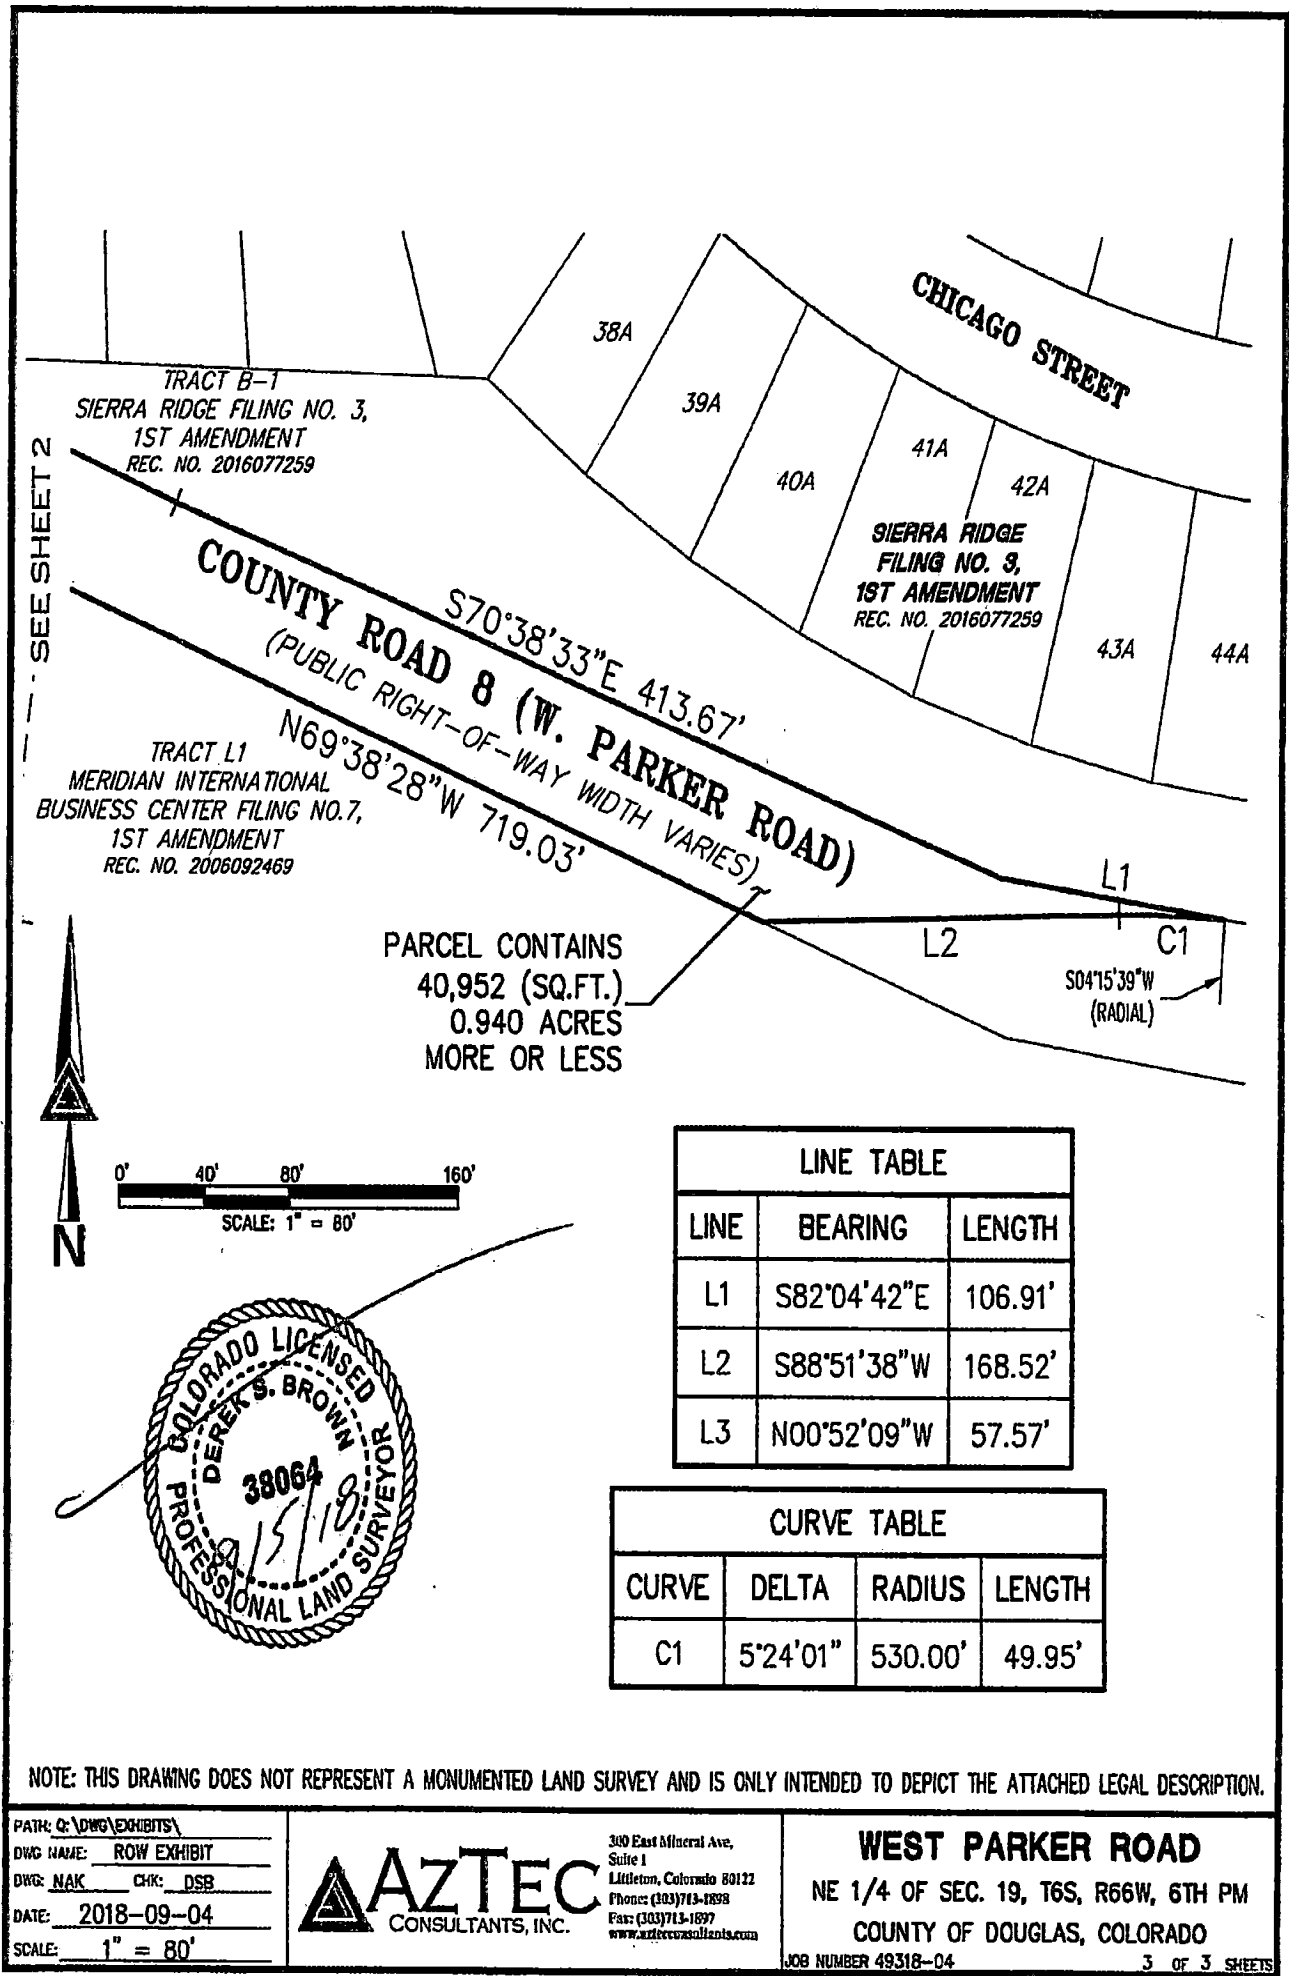 CHICAGO STREET
38A
39A
40A
41A
42A
43A
44A
TRACT B-1
SIERRA RIDGE FILING NO. 3,
1ST AMENDMENT
REC. NO. 2016077259
SEE SHEET 2
SIERRA RIDGE
FILING NO. 3,
1ST AMENDMENT
REC. NO. 2016077259
S70°38'33"E 413.67'
COUNTY ROAD 8 (W. PARKER ROAD)
(PUBLIC RIGHT-OF-WAY WIDTH VARIES)
N69°38'28"W 719.03'
TRACT L1
MERIDIAN INTERNATIONAL
BUSINESS CENTER FILING NO.7,
1ST AMENDMENT
REC. NO. 2006092469
L1
L2
C1
S04°15'39"W
(RADIAL)
PARCEL CONTAINS
40,952 (SQ.FT.)
0.940 ACRES
MORE OR LESS
N
0' 40' 80' 160'
SCALE: 1" = 80'
LINE TABLE
LINE BEARING LENGTH
L1 S82°04'42"E 106.91'
L2 S88°51'38"W 168.52'
L3 N00°52'09"W 57.57'
COLORADO LICENSED
DEREK S. BROWN
38064
PROFESSIONAL LAND SURVEYOR
CURVE TABLE
CURVE DELTA RADIUS LENGTH
C1 5°24'01" 530.00' 49.95'
NOTE: THIS DRAWING DOES NOT REPRESENT A MONUMENTED LAND SURVEY AND IS ONLY INTENDED TO DEPICT THE ATTACHED LEGAL DESCRIPTION.
PATH: Q:\DWG\EXHIBITS\
DWG NAME: ROW EXHIBIT
DWG: NAK CHK: DSB
DATE: 2018-09-04
SCALE: 1" = 80'
AZTEC
CONSULTANTS, INC.
300 East Mineral Ave,
Suite 1
Littleton, Colorado 80122
Phone: (303)713-1898
Fax: (303)713-1897
www.aztecconsultants.com
WEST PARKER ROAD
NE 1/4 OF SEC. 19, T6S, R66W, 6TH PM
COUNTY OF DOUGLAS, COLORADO
JOB NUMBER 49318-04 3 OF 3 SHEETS